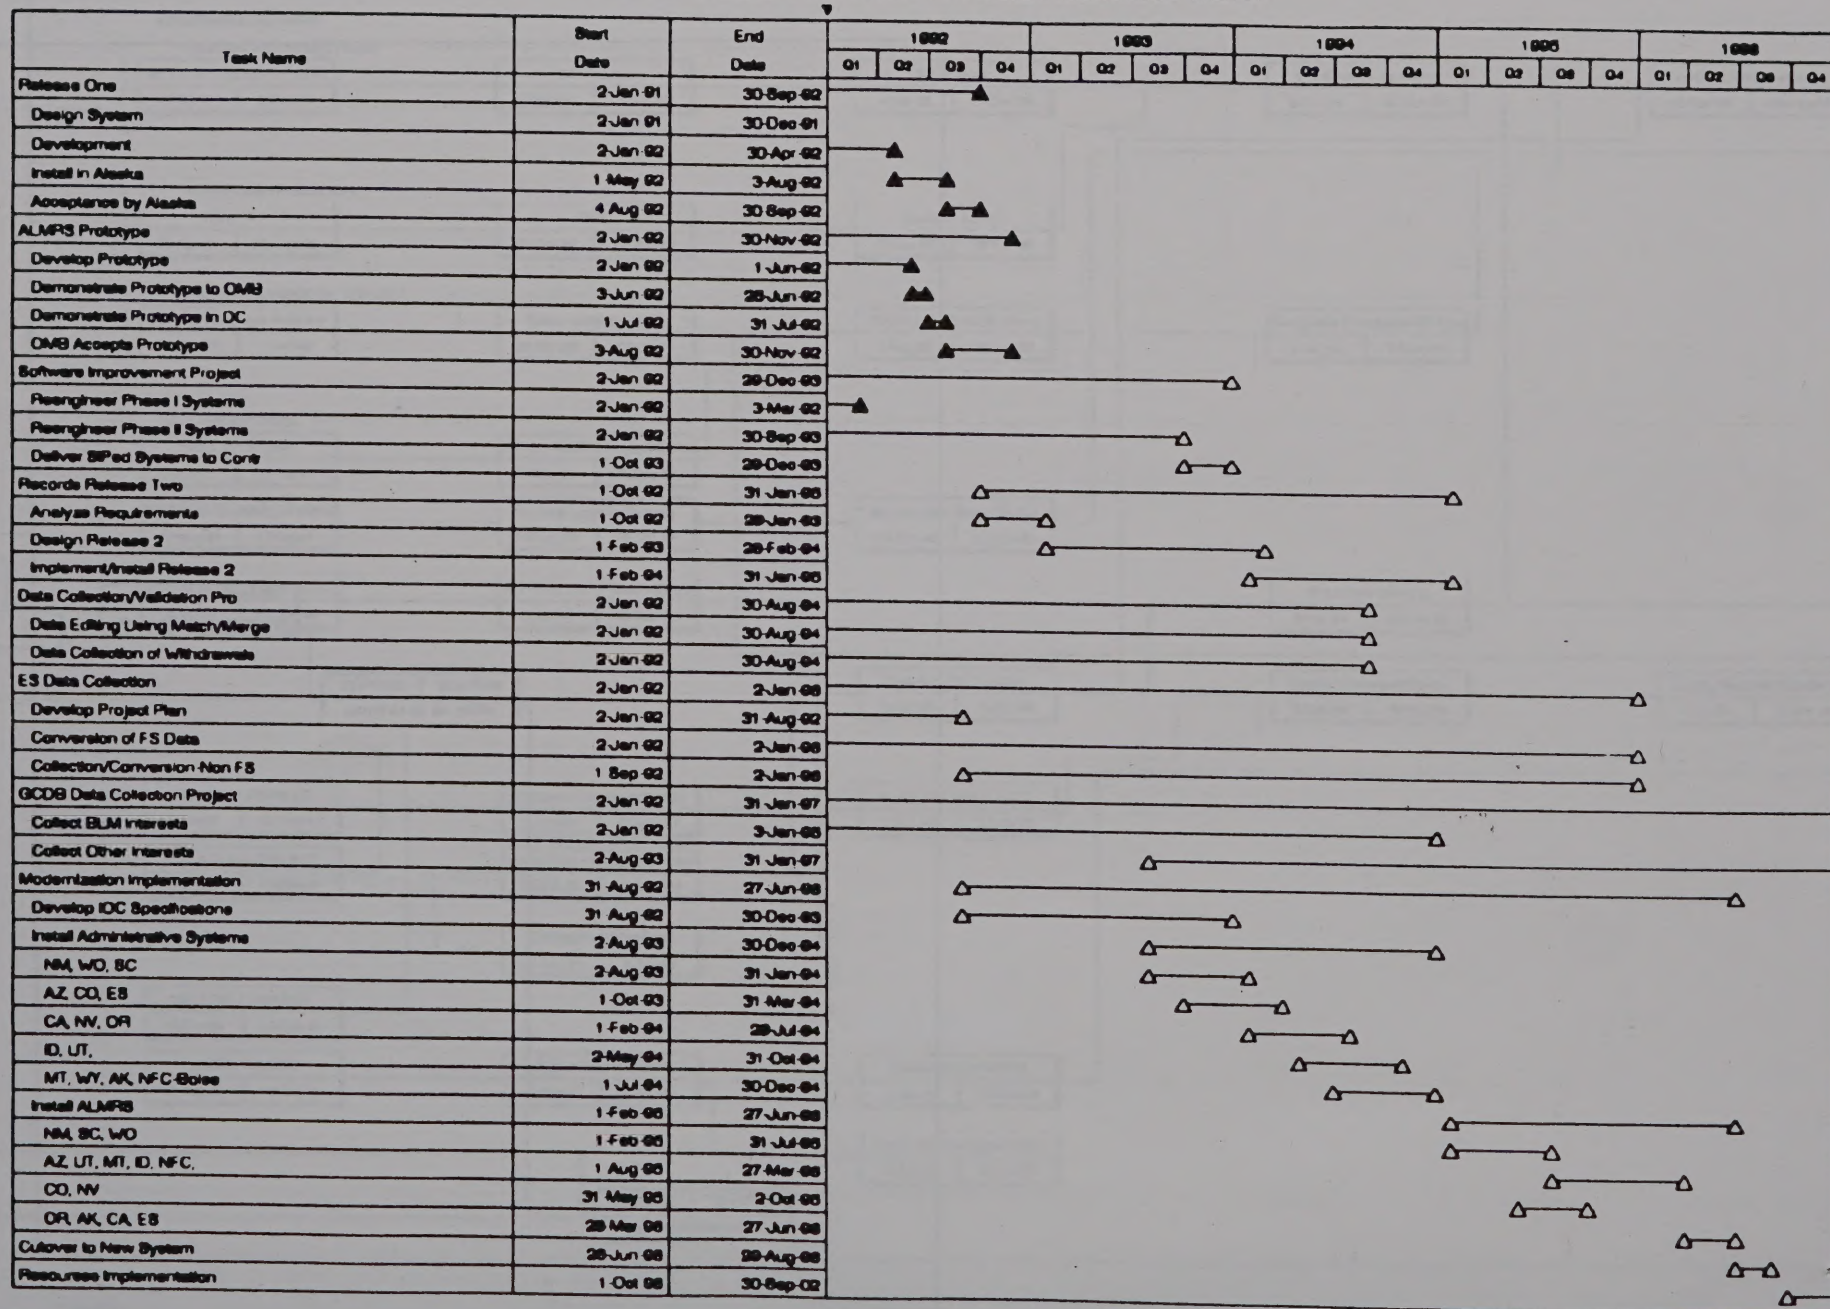 Task Name Start Date End Date 1992 1993 1994 1995 1996
Q1 Q2 Q3 Q4 Q1 Q2 Q3 Q4 Q1 Q2 Q3 Q4 Q1 Q2 Q3 Q4 Q1 Q2 Q3 Q4
Release One 2-Jan-91 30-Sep-92
Design System 2-Jan 91 30-Dec-91
Development 2-Jan-92 30-Apr-92
Install in Alaska 1 May 92 3-Aug-92
Acceptance by Alaska 4 Aug 92 30 Sep-92
ALMRS Prototype 2 Jan 92 30-Nov-92
Develop Prototype 2 Jan 92 1-Jun-92
Demonstrate Prototype to OMB 3-Jun-92 26-Jun-92
Demonstrate Prototype in DC 1-Jul-92 31 Jul-92
OMB Accepts Prototype 3-Aug 92 30-Nov-92
Software Improvement Project 2-Jan 92 29-Dec-93
Reengineer Phase I Systems 2-Jan-92 3-Mar-92
Reengineer Phase II Systems 2-Jan 92 30-Sep-93
Deliver SIPed Systems to Contr 1-Oct 93 29-Dec-93
Records Release Two 1-Oct 92 31 Jan-95
Analyze Requirements 1-Oct 92 29-Jan-93
Design Release 2 1 Feb-93 28-Feb-94
Implement/Install Release 2 1-Feb-94 31 Jan-95
Data Collection/Validation Pro 2 Jan 92 30-Aug-94
Data Editing Using Match/Merge 2-Jan 92 30-Aug-94
Data Collection of Withdrawals 2-Jan-92 30-Aug-94
ES Data Collection 2-Jan 92 2-Jan-96
Develop Project Plan 2-Jan-92 31 Aug-92
Conversion of FS Data 2-Jan 92 2-Jan-96
Collection/Conversion-Non FS 1 Sep-92 2-Jan-96
GCDB Data Collection Project 2-Jan-92 31 Jan-97
Collect BLM Interests 2-Jan 92 3-Jan-95
Collect Other Interests 2-Aug-93 31 Jan-97
Modernization Implementation 31-Aug-92 27-Jun-96
Develop IOC Specifications 31-Aug-92 30-Dec-93
Install Administrative Systems 2-Aug-93 30-Dec-94
NM, WO, SC 2-Aug-93 31 Jan-94
AZ, CO, ES 1-Oct-93 31-Mar-94
CA, NV, OR 1-Feb-94 29-Jul-94
ID, UT, 2-May-94 31-Oct-94
MT, WY, AK, NFC-Boise 1-Jul-94 30-Dec-94
Install ALMRS 1-Feb-95 27-Jun-96
NM, SC, WO 1-Feb-95 31 Jul-95
AZ, UT, MT, ID, NFC, 1 Aug-95 27-Mar-96
CO, NV 31 May 95 2-Oct-95
OR, AK, CA, ES 28 Mar 96 27 Jun-96
Cutover to New System 28-Jun-96 29-Aug-96
Resources Implementation 1-Oct 96 30-Sep-02